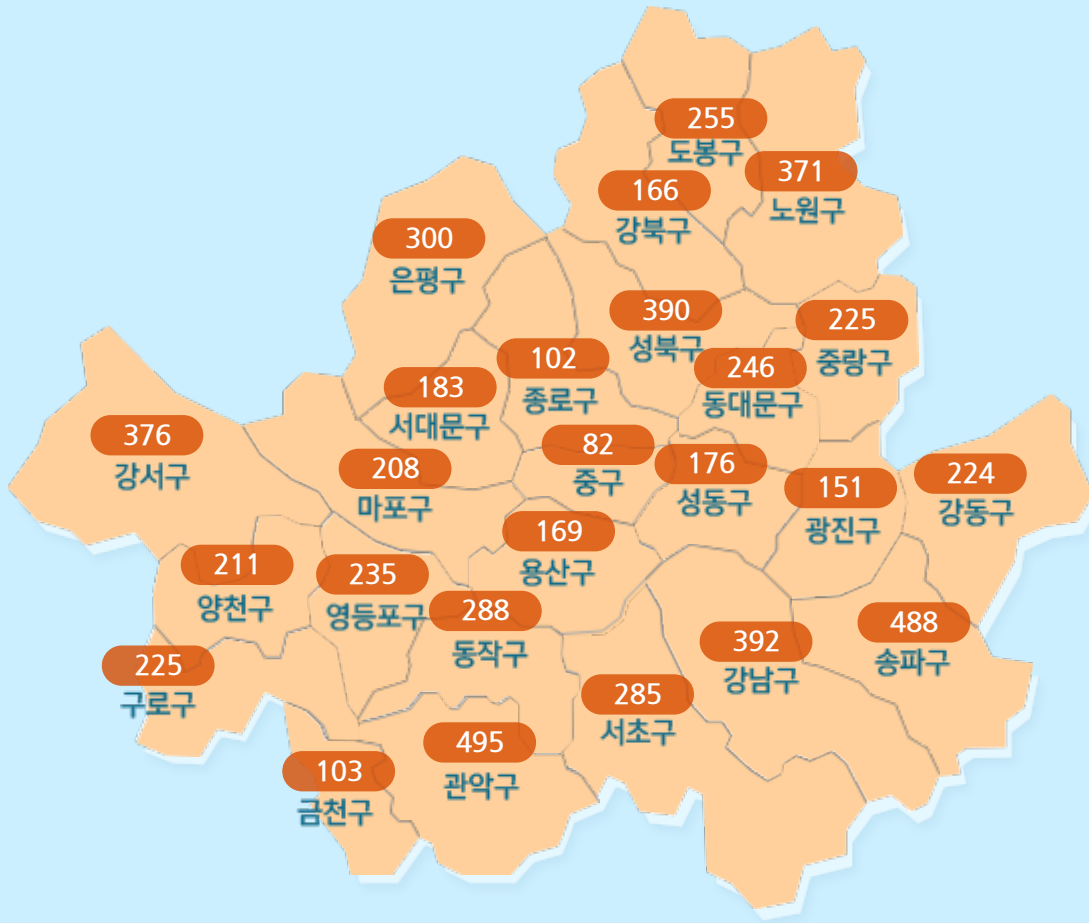 255
도봉구
371
노원구
166
강북구
300
은평구
390
성북구
225
중랑구
102
종로구
246
동대문구
183
서대문구
376
강서구
208
마포구
82
중구
176
성동구
151
광진구
224
강동구
169
용산구
211
양천구
235
영등포구
288
동작구
392
강남구
488
송파구
225
구로구
285
서초구
495
관악구
103
금천구